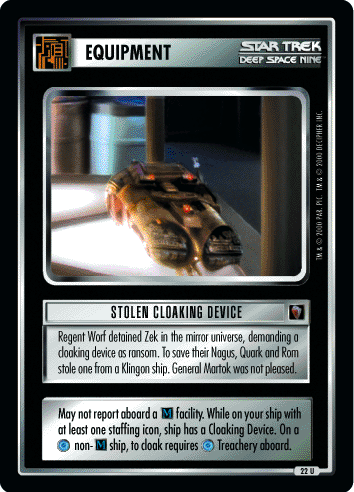 EQUIPMENT
STAR TREK
DEEP SPACE NINE
TM & © 2000 PAR. PIC. TM & © 2000 DECIPHER INC.
STOLEN CLOAKING DEVICE
Regent Worf detained Zek in the mirror universe, demanding a
cloaking device as ransom. To save their Nagus, Quark and Rom
stole one from a Klingon ship. General Martok was not pleased.
May not report aboard a M facility. While on your ship with
at least one staffing icon, ship has a Cloaking Device. On a
non- M ship, to cloak requires Treachery aboard.
22 U